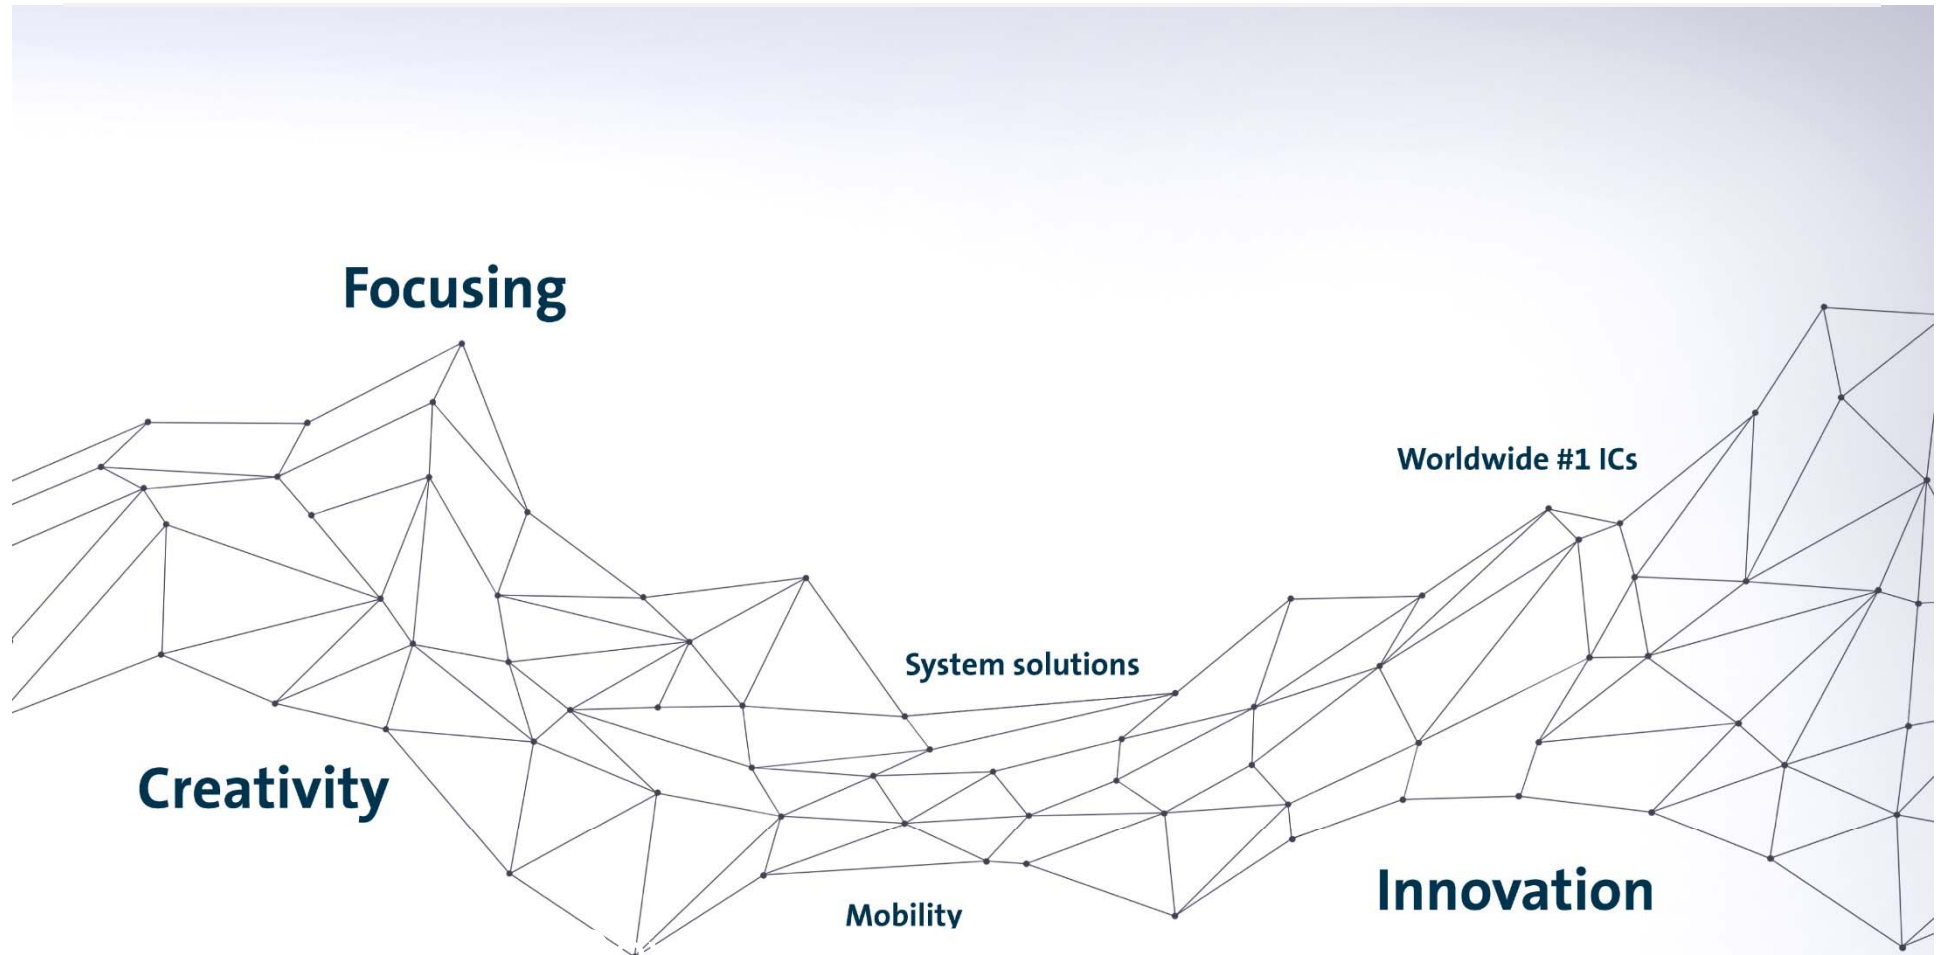 Focusing
Worldwide #1 ICs
System solutions
Creativity
Innovation
Mobility